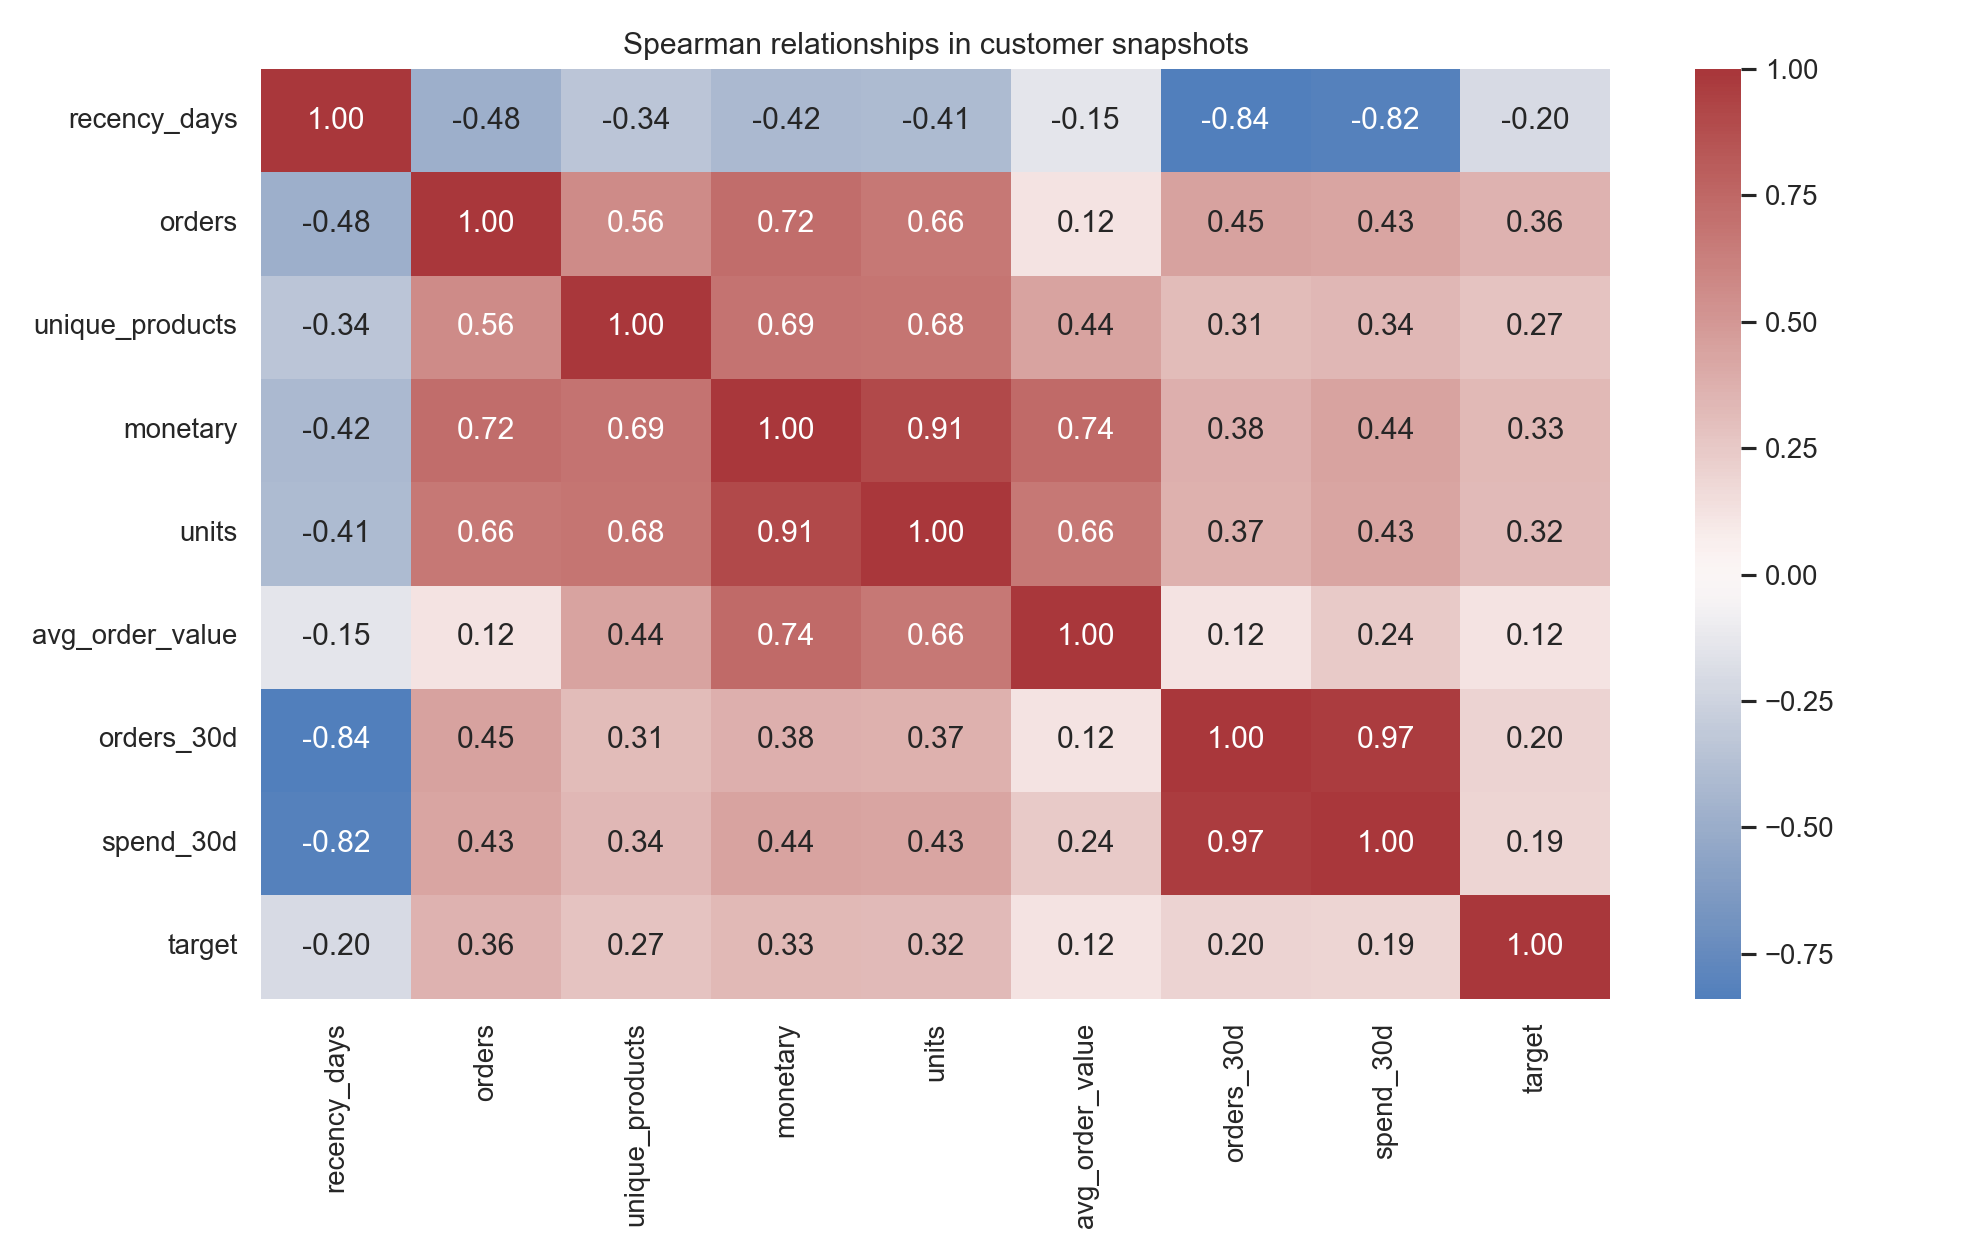 Spearman relationships in customer snapshots
recency_days 1.00 -0.48 -0.34 -0.42 -0.41 -0.15 -0.84 -0.82 -0.20
orders -0.48 1.00 0.56 0.72 0.66 0.12 0.45 0.43 0.36
unique_products -0.34 0.56 1.00 0.69 0.68 0.44 0.31 0.34 0.27
monetary -0.42 0.72 0.69 1.00 0.91 0.74 0.38 0.44 0.33
units -0.41 0.66 0.68 0.91 1.00 0.66 0.37 0.43 0.32
avg_order_value -0.15 0.12 0.44 0.74 0.66 1.00 0.12 0.24 0.12
orders_30d -0.84 0.45 0.31 0.38 0.37 0.12 1.00 0.97 0.20
spend_30d -0.82 0.43 0.34 0.44 0.43 0.24 0.97 1.00 0.19
target -0.20 0.36 0.27 0.33 0.32 0.12 0.20 0.19 1.00
recency_days
orders
unique_products
monetary
units
avg_order_value
orders_30d
spend_30d
target
1.00
0.75
0.50
0.25
0.00
−0.25
−0.50
−0.75